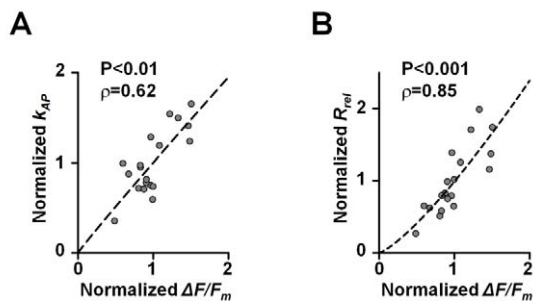 A
P<0.01
ρ=0.62
Normalized k_AP
2
1
0
0
1
2
Normalized ΔF/F_m
B
P<0.001
ρ=0.85
Normalized R_rel
2
1
0
0
1
2
Normalized ΔF/F_m